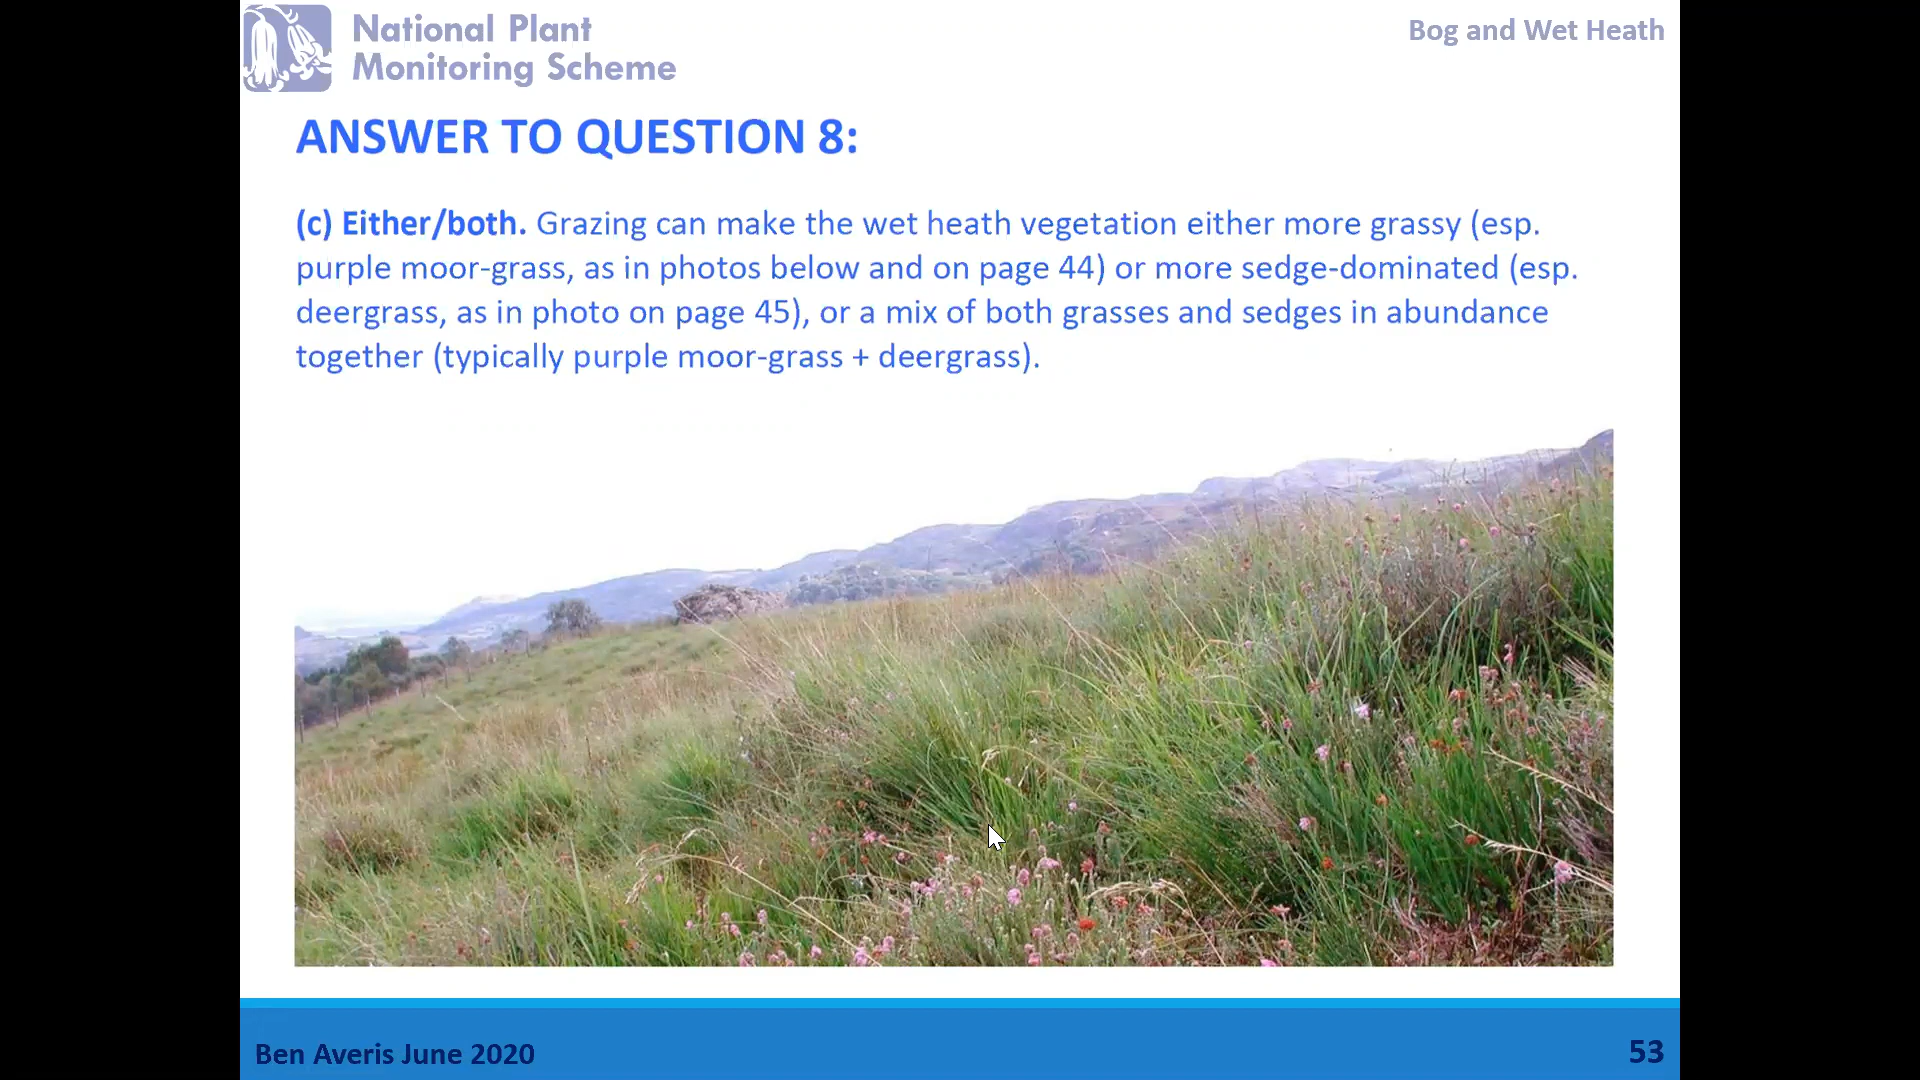 National Plant
Monitoring Scheme
Bog and Wet Heath
ANSWER TO QUESTION 8:
(c) Either/both. Grazing can make the wet heath vegetation either more grassy (esp.
purple moor-grass, as in photos below and on page 44) or more sedge-dominated (esp.
deergrass, as in photo on page 45), or a mix of both grasses and sedges in abundance
together (typically purple moor-grass + deergrass).
Ben Averis June 2020
53